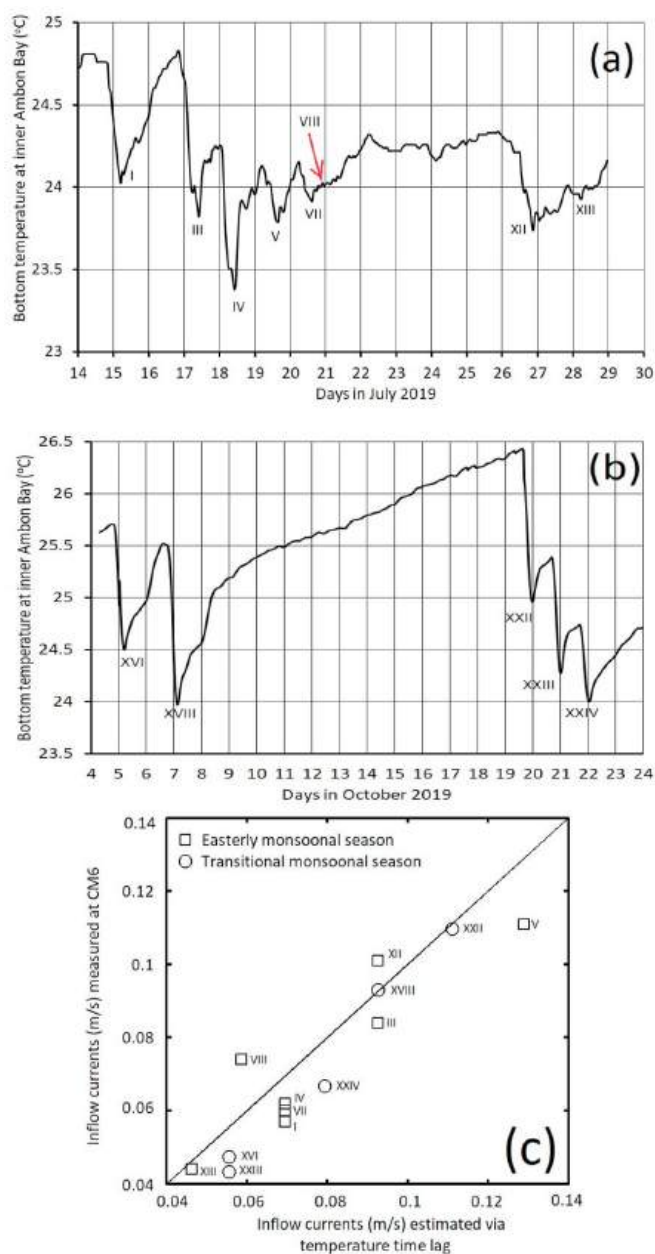 Bottom temperature at inner Ambon Bay (°C)
25
24.5
24
23.5
23
(a)
I
III
IV
V
VIII
VII
XII
XIII
14 15 16 17 18 19 20 21 22 23 24 25 26 27 28 29 30
Days in July 2019
Bottom temperature at inner Ambon Bay (°C)
26.5
26
25.5
25
24.5
24
23.5
(b)
XVI
XVIII
XXII
XXIII
XXIV
4 5 6 7 8 9 10 11 12 13 14 15 16 17 18 19 20 21 22 23 24
Days in October 2019
Inflow currents (m/s) measured at CM6
0.14
0.12
0.1
0.08
0.06
0.04
Easterly monsoonal season
Transitional monsoonal season
XXII
V
XII
XVIII
III
VIII
XXIV
IV
VII
I
XVI
XIII
XXIII
(c)
0.04 0.06 0.08 0.1 0.12 0.14
Inflow currents (m/s) estimated via
temperature time lag